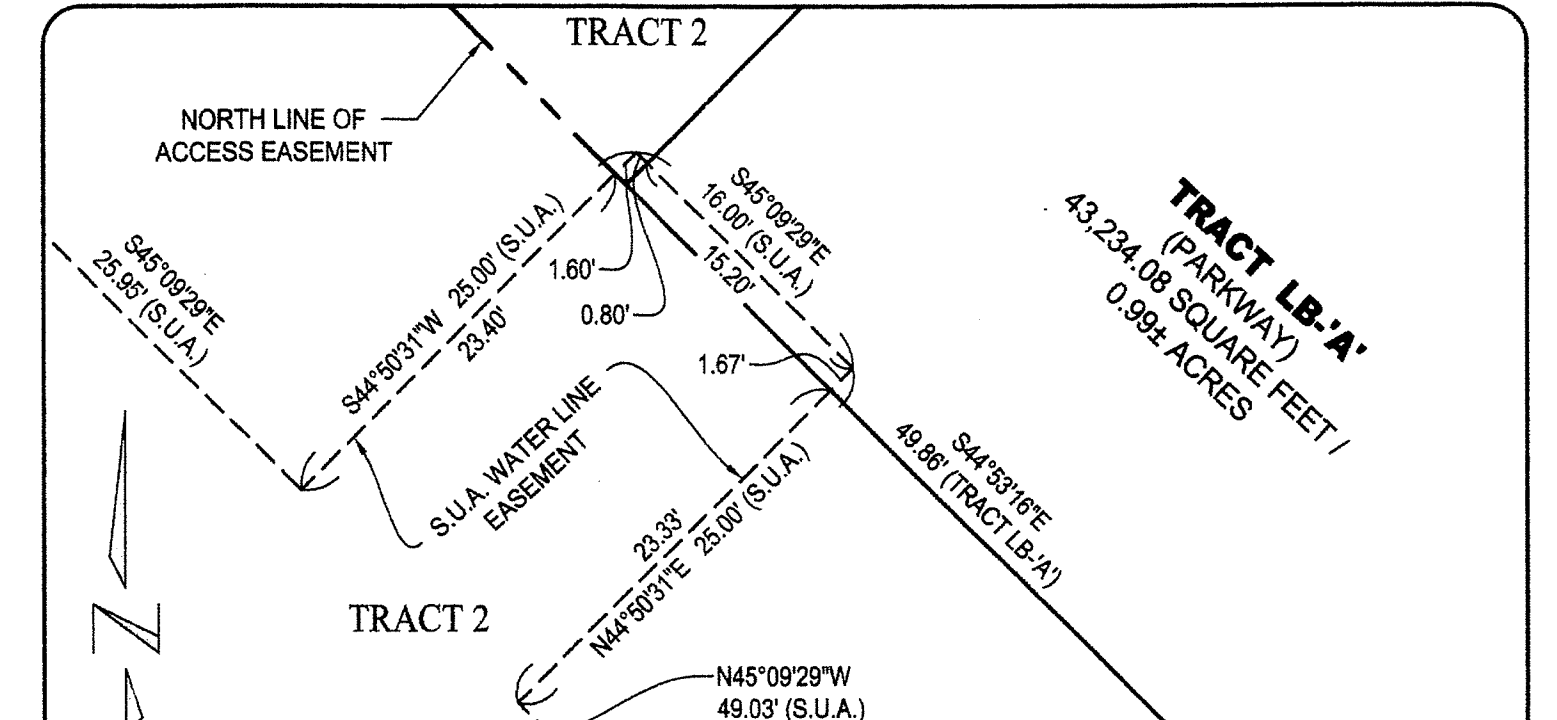 TRACT 2
NORTH LINE OF
ACCESS EASEMENT
S45°09'29"E
25.95' (S.U.A.)
S44°50'31"W 25.00' (S.U.A.)
23.40'
1.60'
0.80'
S45°09'29"E
16.00' (S.U.A.)
15.20'
1.67'
TRACT LB-'A'
(PARKWAY)
43,234.08 SQUARE FEET /
0.99± ACRES
S.U.A. WATER LINE
EASEMENT
23.33'
N44°50'31"E 25.00' (S.U.A.)
S44°53'16"E
49.86' (TRACT LB-'A')
TRACT 2
N45°09'29"W
49.03' (S.U.A.)
Z